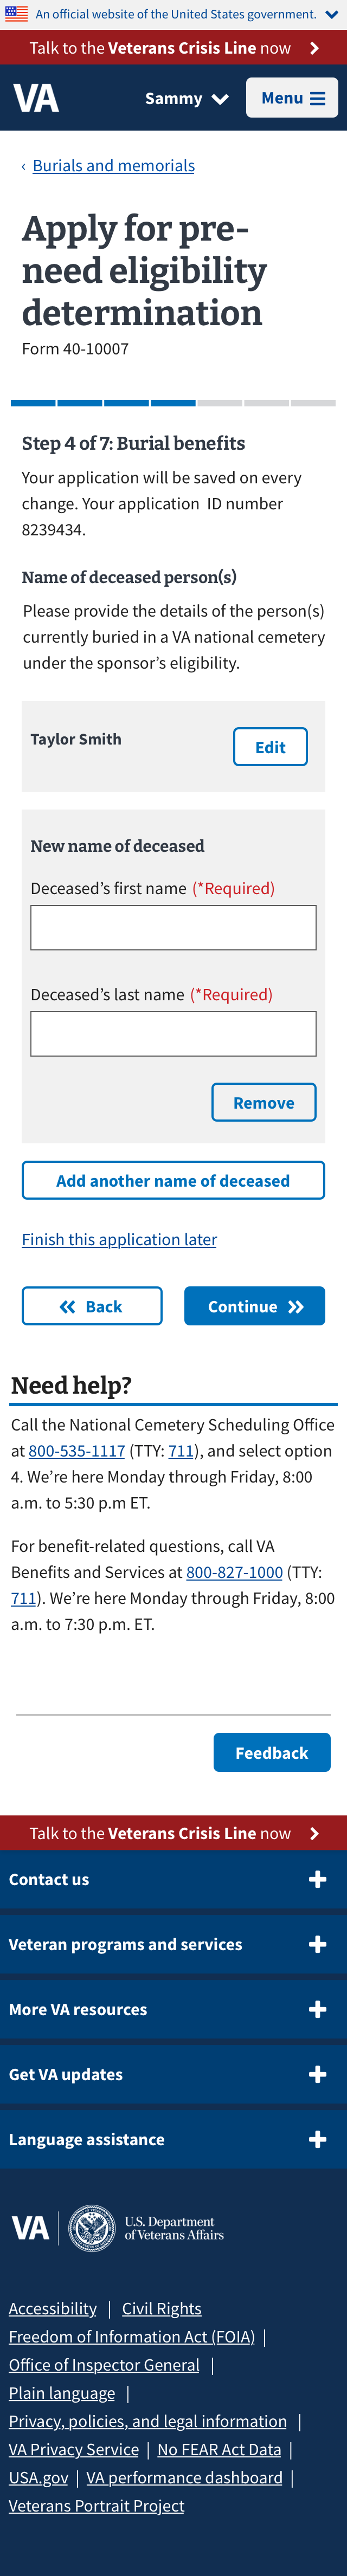 An official website of the United States government.
Talk to the Veterans Crisis Line now
VA
Sammy
Menu
‹ Burials and memorials
Apply for pre-
need eligibility
determination
Form 40-10007
Step 4 of 7: Burial benefits
Your application will be saved on every
change. Your application  ID number
8239434.
Name of deceased person(s)
Please provide the details of the person(s)
currently buried in a VA national cemetery
under the sponsor’s eligibility.
Taylor Smith
Edit
New name of deceased
Deceased’s first name (*Required)
Deceased’s last name (*Required)
Remove
Add another name of deceased
Finish this application later
Back
Continue
Need help?
Call the National Cemetery Scheduling Office
at 800-535-1117 (TTY: 711), and select option
4. We’re here Monday through Friday, 8:00
a.m. to 5:30 p.m ET.
For benefit-related questions, call VA
Benefits and Services at 800-827-1000 (TTY:
711). We’re here Monday through Friday, 8:00
a.m. to 7:30 p.m. ET.
Feedback
Talk to the Veterans Crisis Line now
Contact us
Veteran programs and services
More VA resources
Get VA updates
Language assistance
VA
U.S. Department
of Veterans Affairs
Accessibility | Civil Rights
Freedom of Information Act (FOIA) |
Office of Inspector General |
Plain language |
Privacy, policies, and legal information |
VA Privacy Service | No FEAR Act Data |
USA.gov | VA performance dashboard |
Veterans Portrait Project